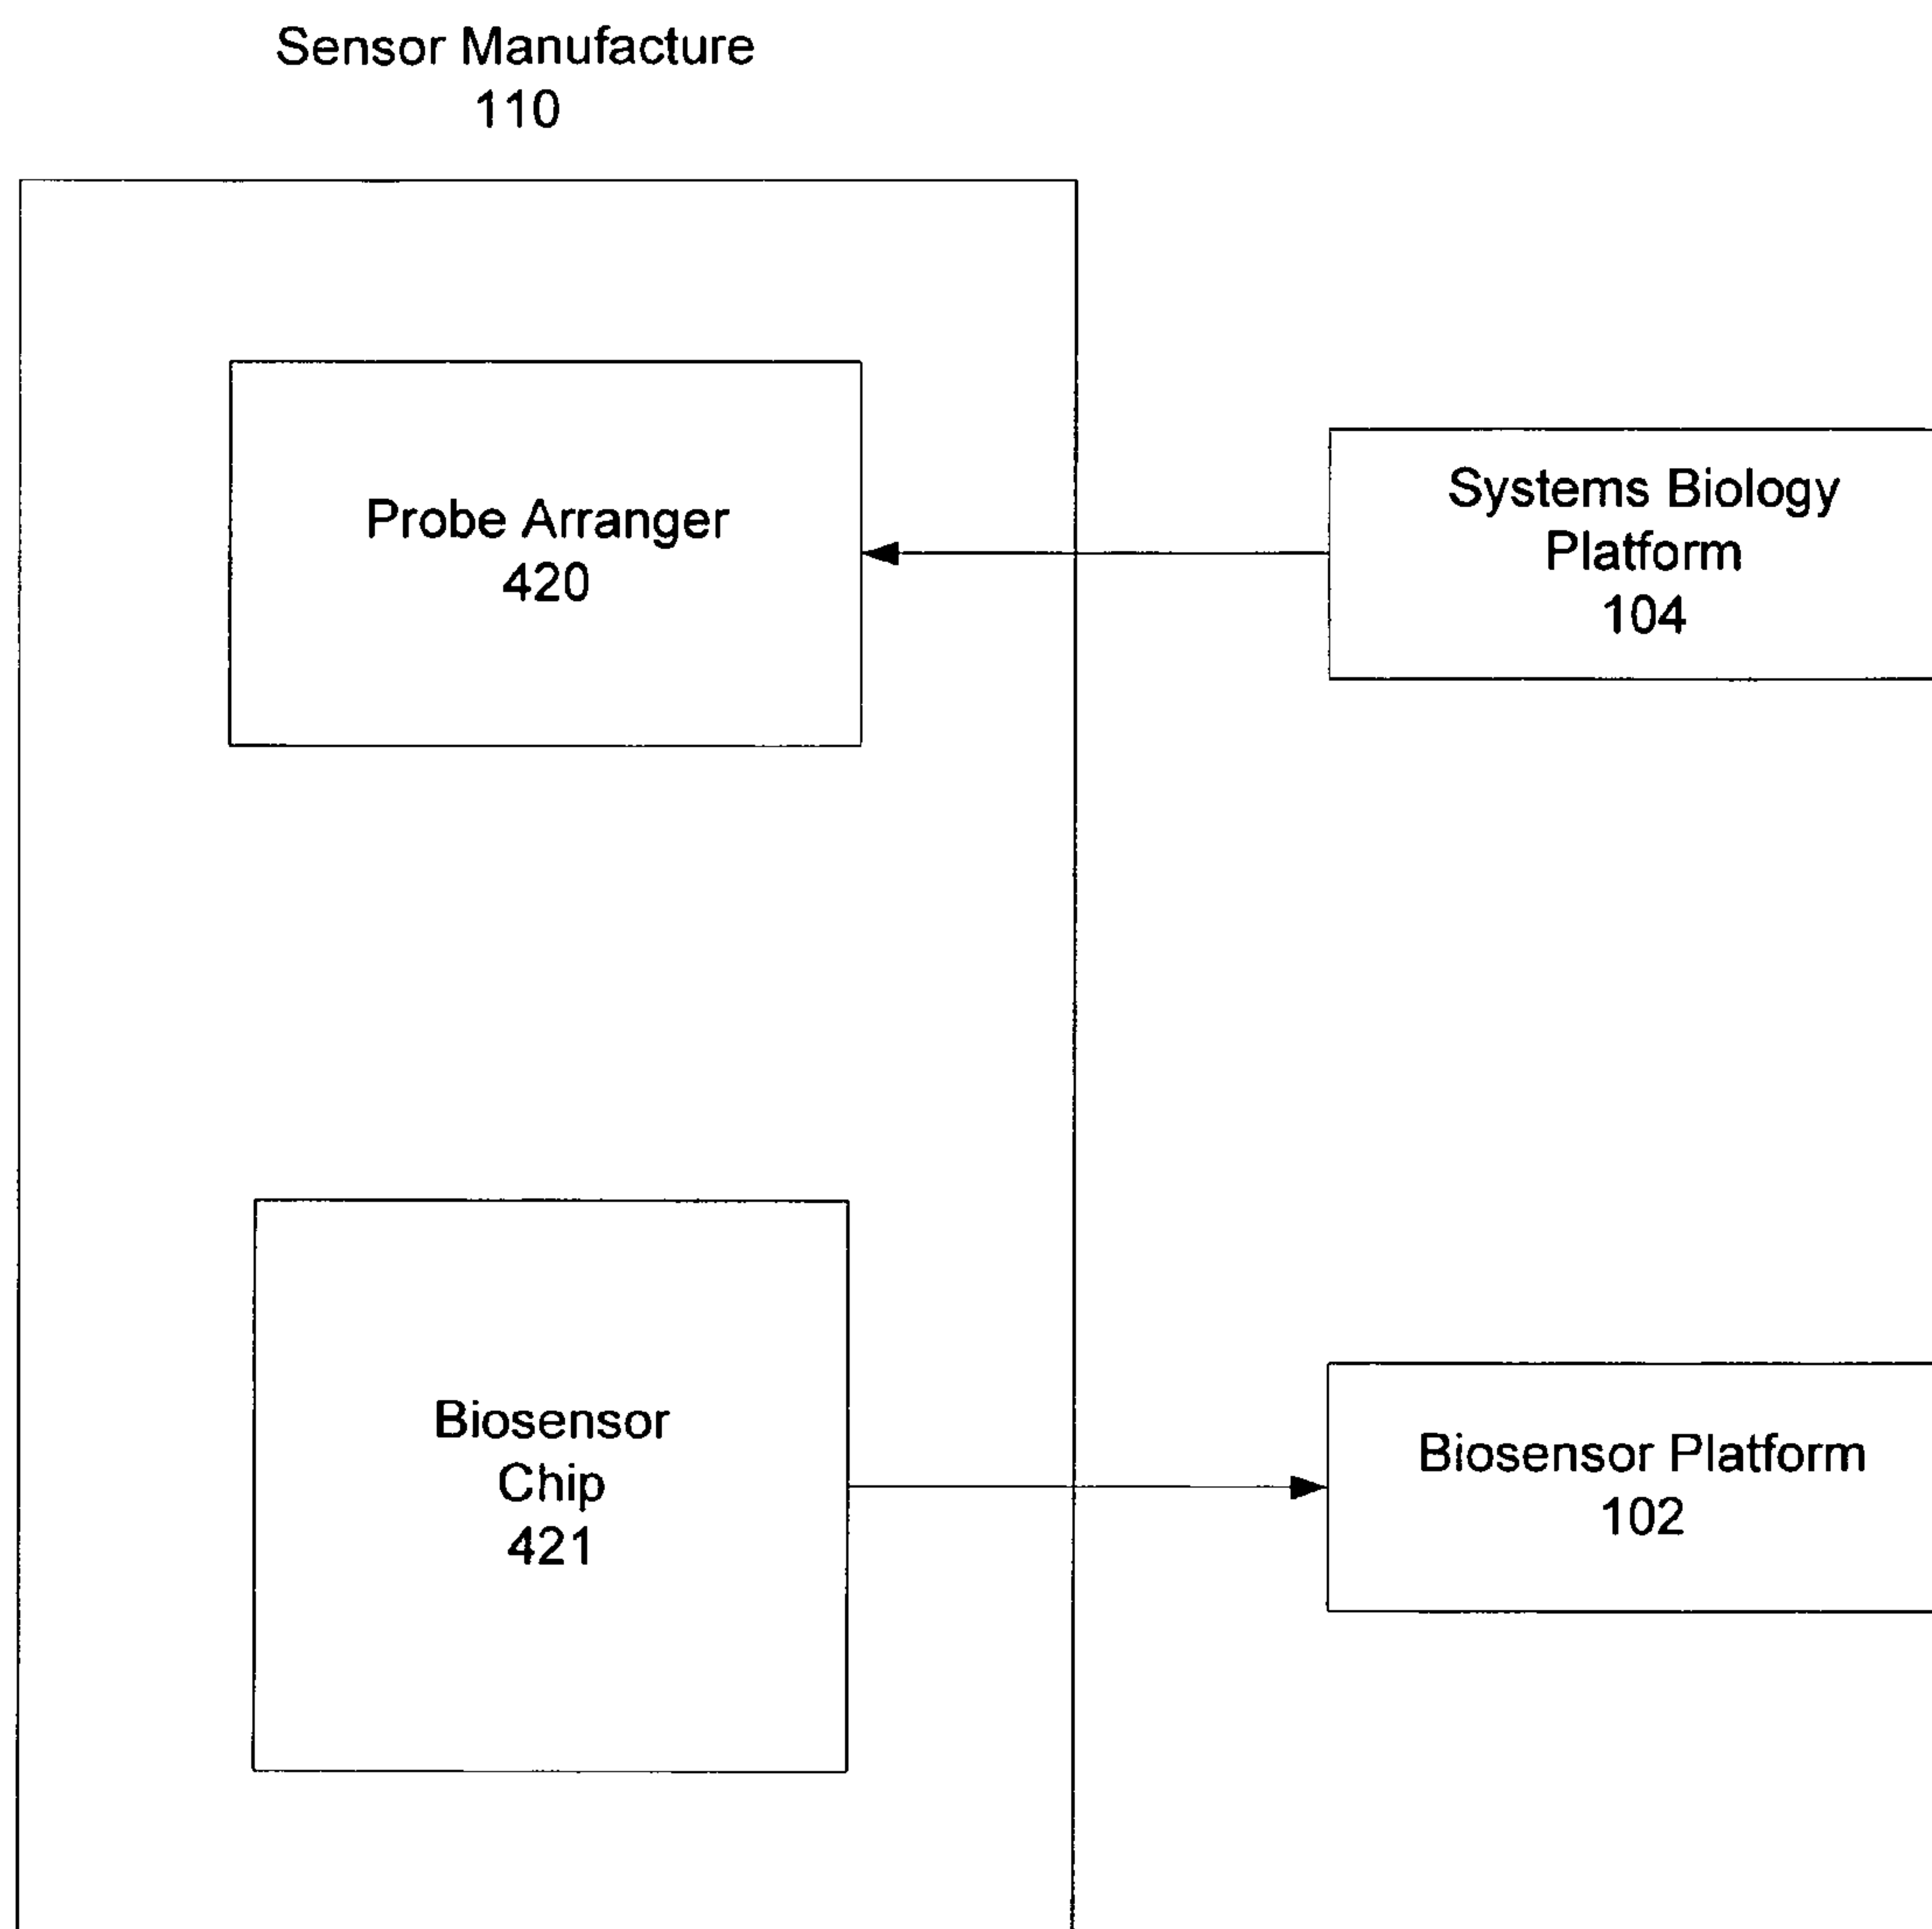 Sensor Manufacture
110
Probe Arranger
420
Systems Biology
Platform
104
Biosensor
Chip
421
Biosensor Platform
102